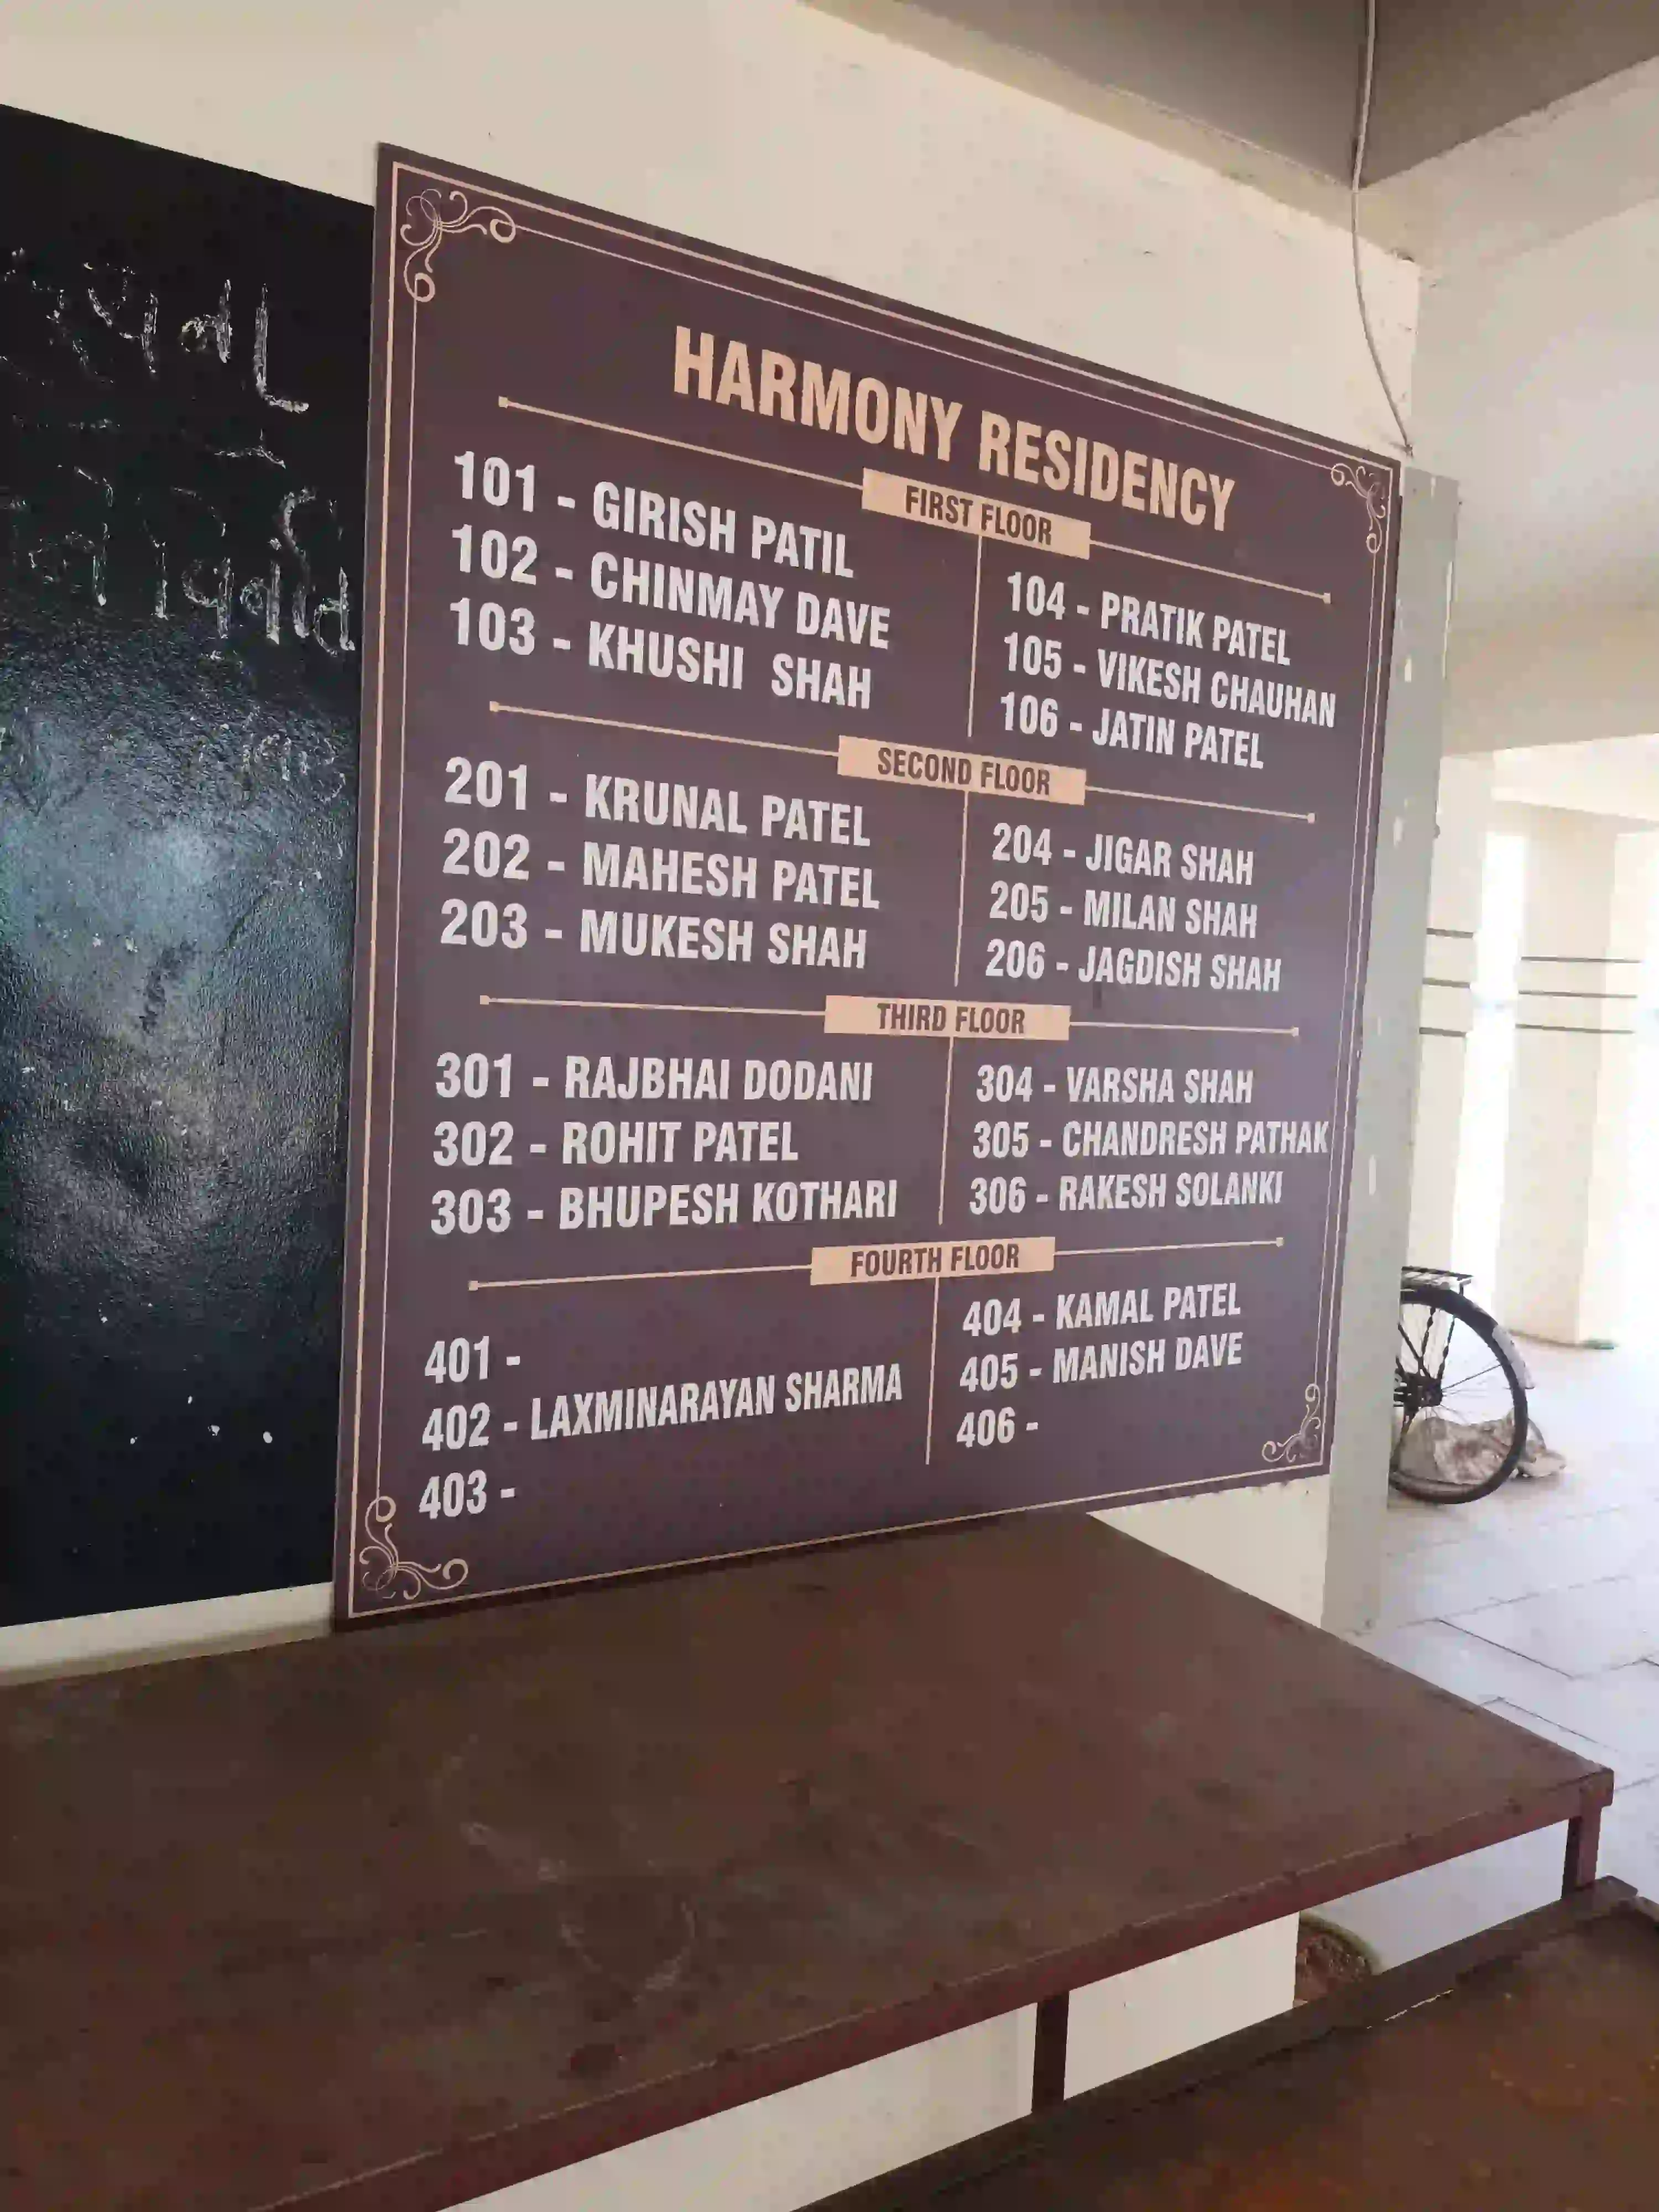 HARMONY RESIDENCY
FIRST FLOOR
101 - GIRISH PATIL
102 - CHINMAY DAVE
103 - KHUSHI SHAH
104 - PRATIK PATEL
105 - VIKESH CHAUHAN
106 - JATIN PATEL
SECOND FLOOR
201 - KRUNAL PATEL
202 - MAHESH PATEL
203 - MUKESH SHAH
204 - JIGAR SHAH
205 - MILAN SHAH
206 - JAGDISH SHAH
THIRD FLOOR
301 - RAJBHAI DODANI
302 - ROHIT PATEL
303 - BHUPESH KOTHARI
304 - VARSHA SHAH
305 - CHANDRESH PATHAK
306 - RAKESH SOLANKI
FOURTH FLOOR
401 -
402 - LAXMINARAYAN SHARMA
403 -
404 - KAMAL PATEL
405 - MANISH DAVE
406 -